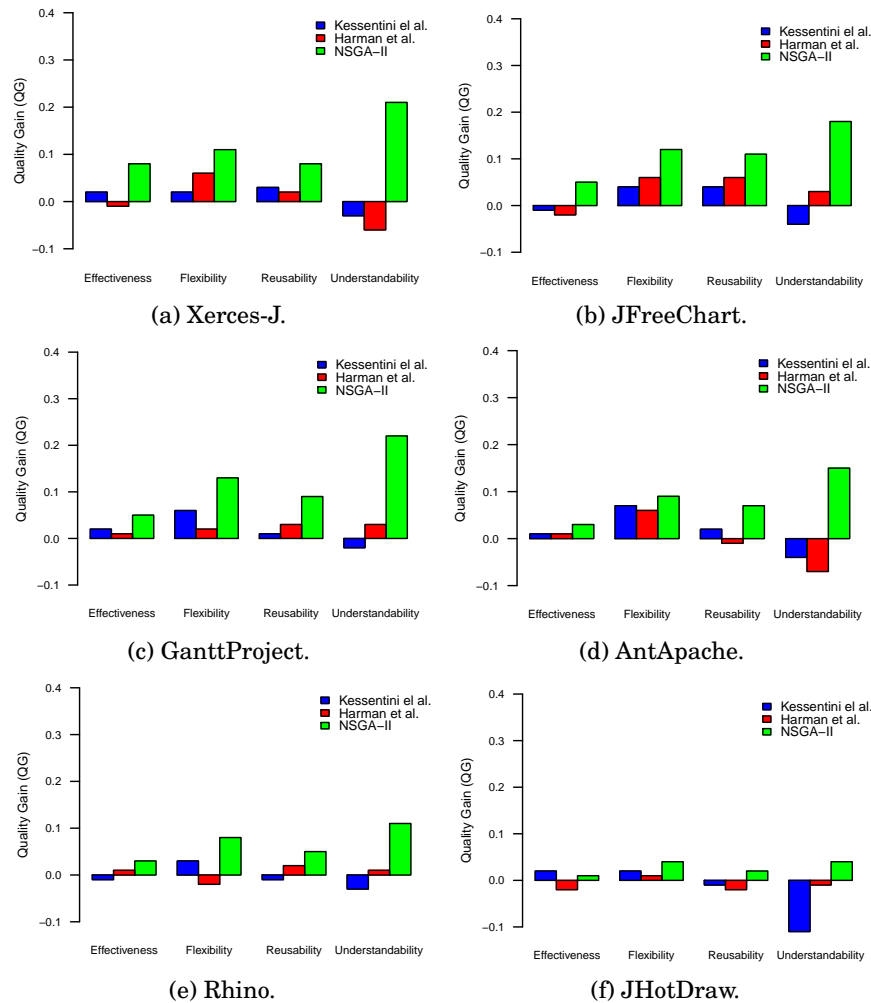 0.4
0.3
0.2
0.1
0.0
−0.1
Quality Gain (QG)
Kessentini el al.
Harman et al.
NSGA−II
Effectiveness Flexibility Reusability Understandability
(a) Xerces-J.
0.4
0.3
0.2
0.1
0.0
−0.1
Quality Gain (QG)
Kessentini el al.
Harman et al.
NSGA−II
Effectiveness Flexibility Reusability Understandability
(b) JFreeChart.
0.4
0.3
0.2
0.1
0.0
−0.1
Quality Gain (QG)
Kessentini el al.
Harman et al.
NSGA−II
Effectiveness Flexibility Reusability Understandability
(c) GanttProject.
0.4
0.3
0.2
0.1
0.0
−0.1
Quality Gain (QG)
Kessentini el al.
Harman et al.
NSGA−II
Effectiveness Flexibility Reusability Understandability
(d) AntApache.
0.4
0.3
0.2
0.1
0.0
−0.1
Quality Gain (QG)
Kessentini el al.
Harman et al.
NSGA−II
Effectiveness Flexibility Reusability Understandability
(e) Rhino.
0.4
0.3
0.2
0.1
0.0
−0.1
Quality Gain (QG)
Kessentini el al.
Harman et al.
NSGA−II
Effectiveness Flexibility Reusability Understandability
(f) JHotDraw.